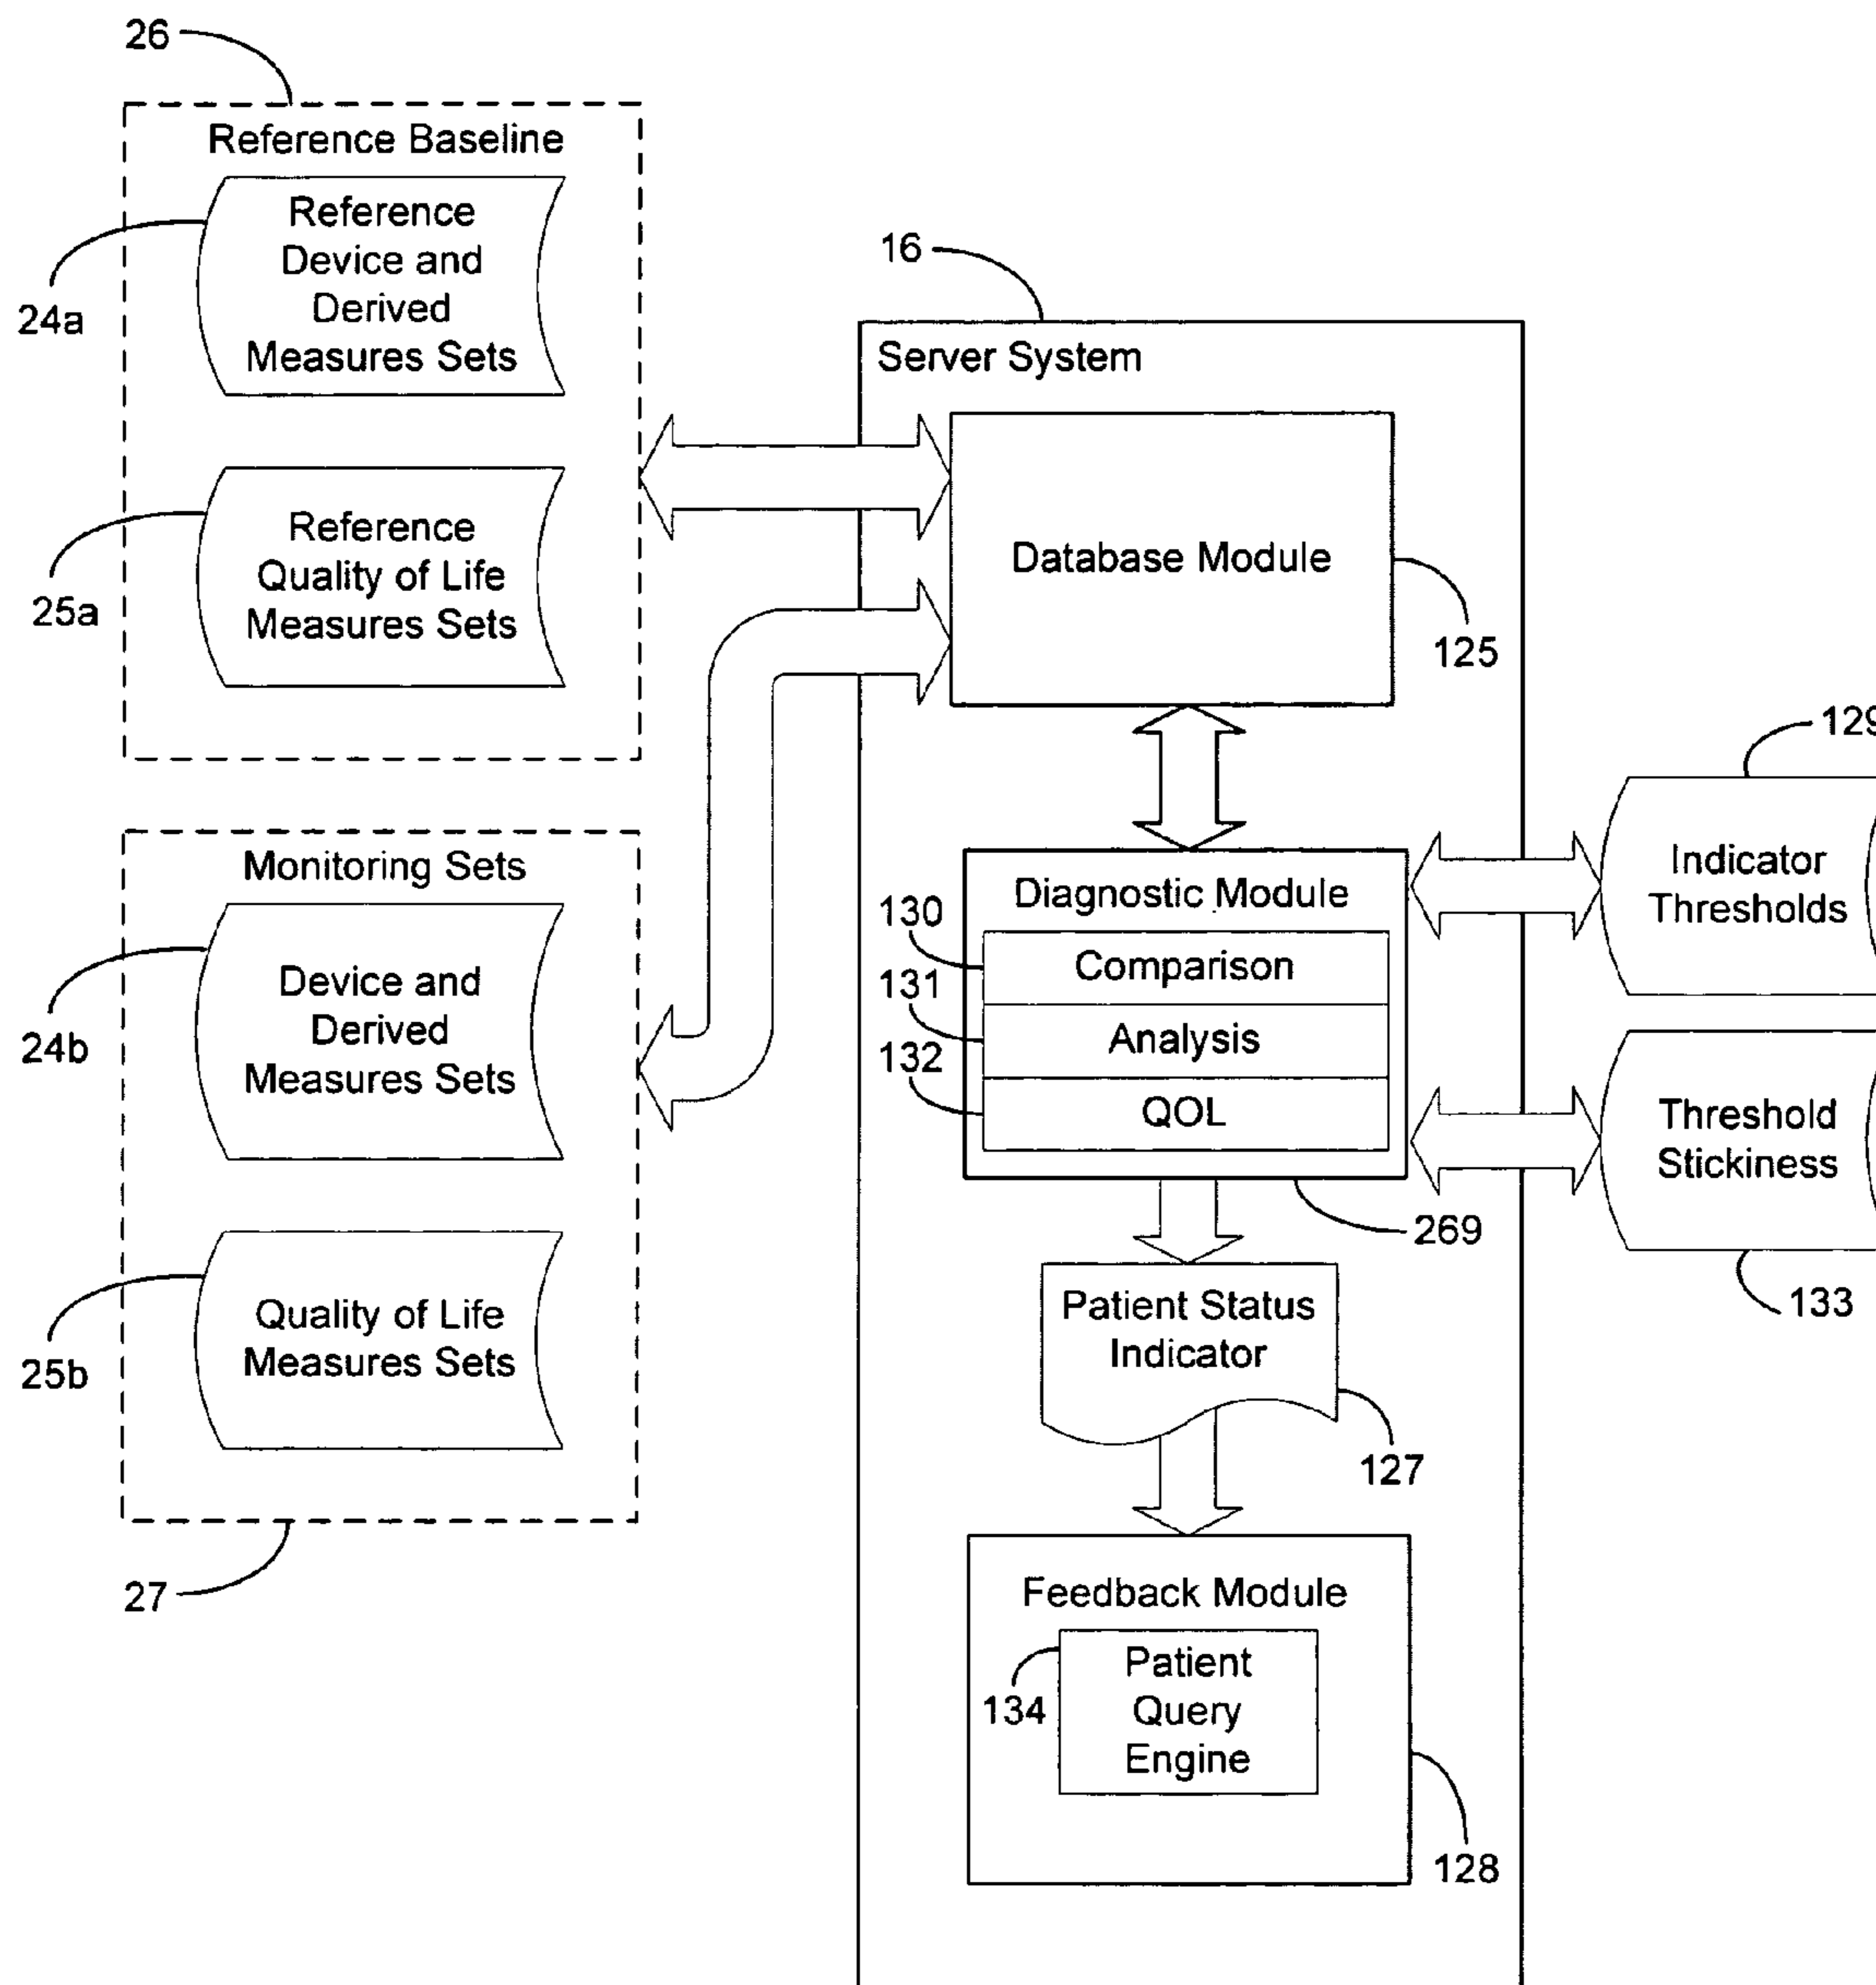 26
Reference Baseline
Reference
Device and
Derived
Measures Sets
24a
Reference
Quality of Life
Measures Sets
25a
Monitoring Sets
Device and
Derived
Measures Sets
24b
Quality of Life
Measures Sets
25b
27
16
Server System
Database Module
125
Diagnostic Module
130
Comparison
131
Analysis
132
QOL
269
129
Indicator
Thresholds
Threshold
Stickiness
133
Patient Status
Indicator
127
Feedback Module
134
Patient
Query
Engine
128